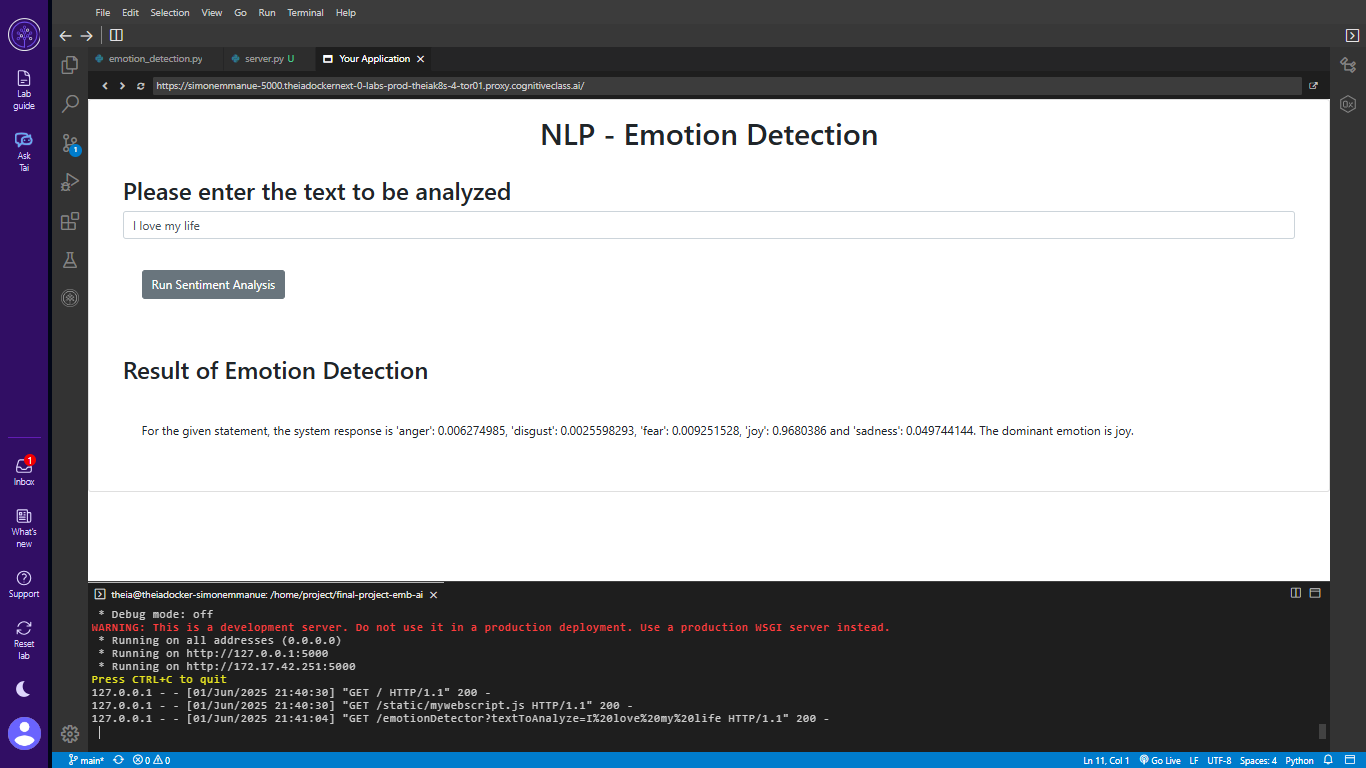 File Edit Selection View Go Run Terminal Help
Lab guide
Ask Tai
1
emotion_detection.py server.py U Your Application
https://simonemmanue-5000.theiadockernext-0-labs-prod-theiak8s-4-tor01.proxy.cognitiveclass.ai/
NLP - Emotion Detection
Please enter the text to be analyzed
I love my life
Run Sentiment Analysis
Result of Emotion Detection
For the given statement, the system response is 'anger': 0.006274985, 'disgust': 0.0025598293, 'fear': 0.009251528, 'joy': 0.9680386 and 'sadness': 0.049744144. The dominant emotion is joy.
1
Inbox
What's new
Support
Reset lab
0x
theia@theiadocker-simonemmanue: /home/project/final-project-emb-ai
* Debug mode: off
WARNING: This is a development server. Do not use it in a production deployment. Use a production WSGI server instead.
* Running on all addresses (0.0.0.0)
* Running on http://127.0.0.1:5000
* Running on http://172.17.42.251:5000
Press CTRL+C to quit
127.0.0.1 - - [01/Jun/2025 21:40:30] "GET / HTTP/1.1" 200 -
127.0.0.1 - - [01/Jun/2025 21:40:30] "GET /static/mywebscript.js HTTP/1.1" 200 -
127.0.0.1 - - [01/Jun/2025 21:41:04] "GET /emotionDetector?textToAnalyze=I%20love%20my%20life HTTP/1.1" 200 -
main* 0 0 Ln 11, Col 1 Go Live LF UTF-8 Spaces: 4 Python